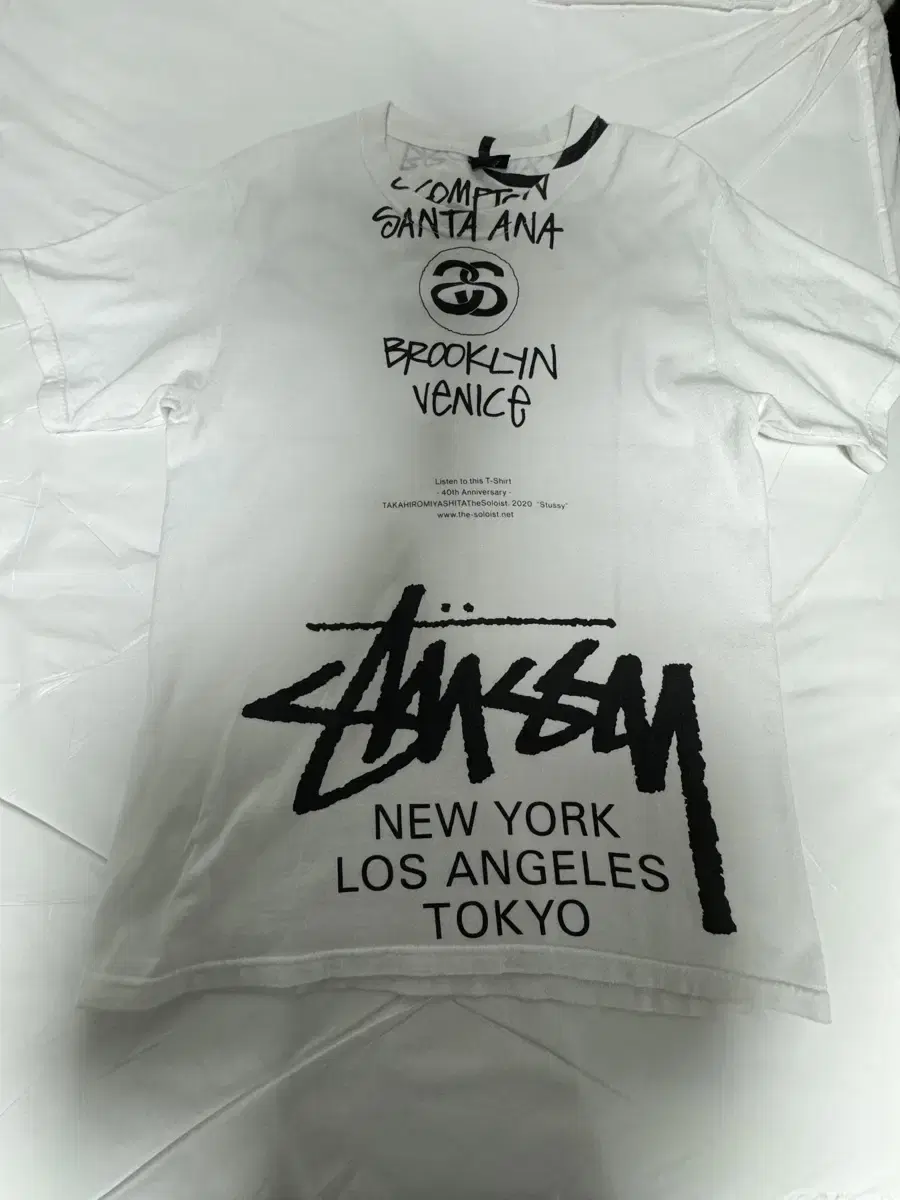 COMPTON
SANTA ANA
BROOKLYN
VENICE
Listen to this T-Shirt
- 40th Anniversary -
TAKAHIROMIYASHITATheSoloist. 2020 "Stussy"
www.the-soloist.net
Stüssy
NEW YORK
LOS ANGELES
TOKYO